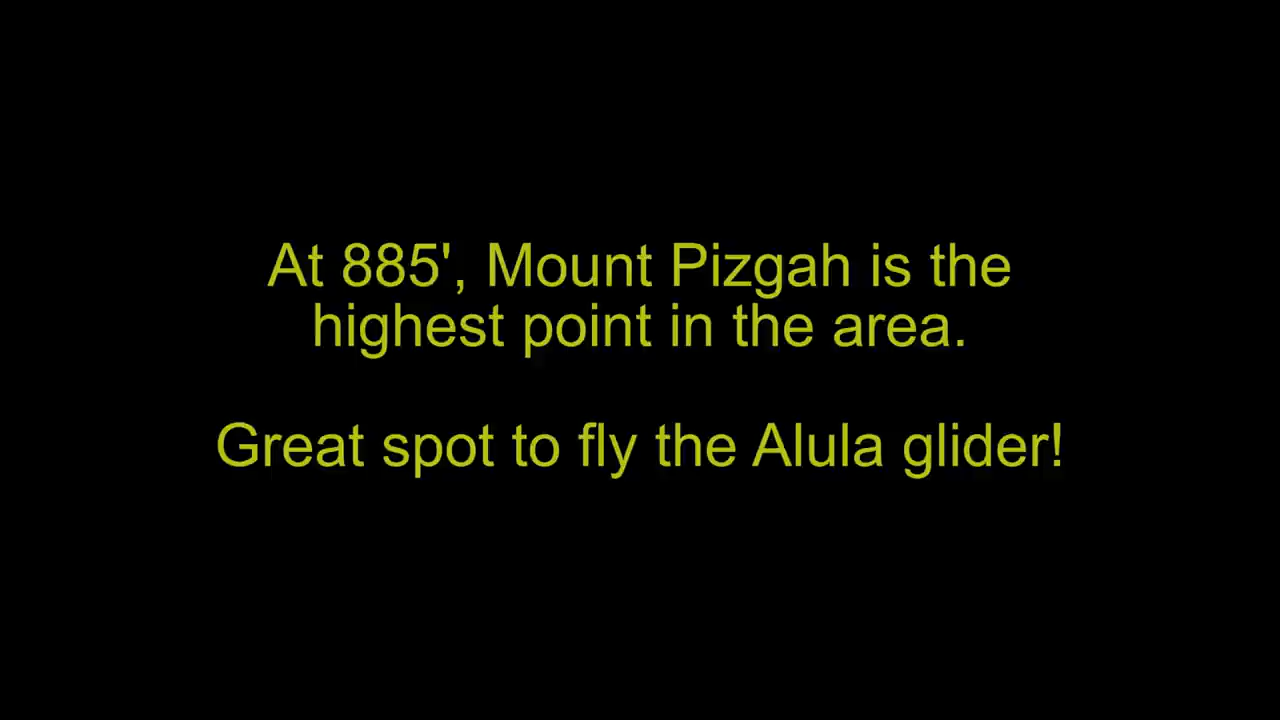 At 885', Mount Pizgah is the
highest point in the area.
Great spot to fly the Alula glider!